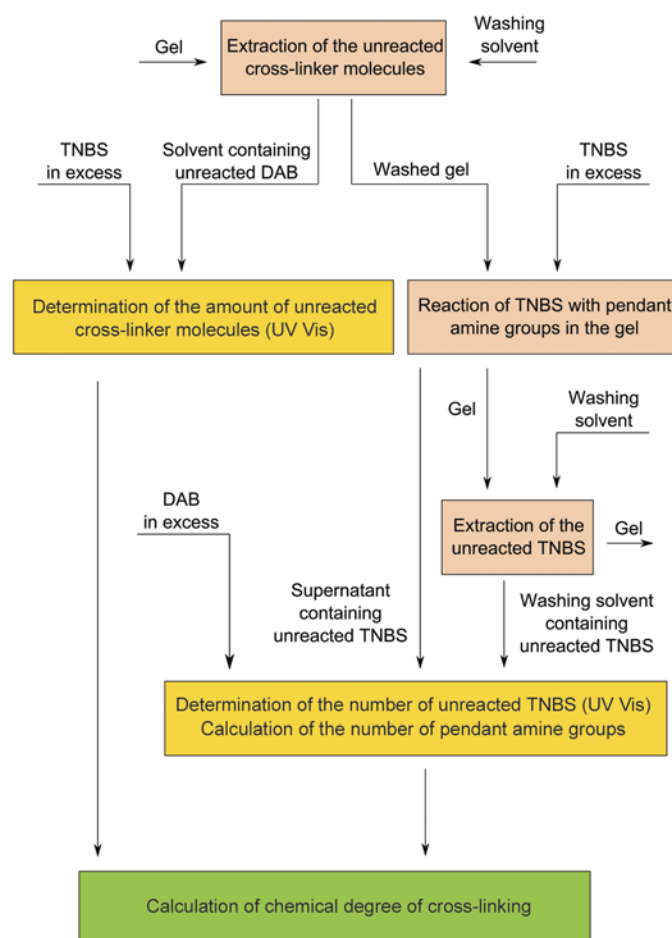 Gel
Extraction of the unreacted
cross-linker molecules
Washing
solvent
TNBS
in excess
Solvent containing
unreacted DAB
Washed gel
TNBS
in excess
Determination of the amount of unreacted
cross-linker molecules (UV Vis)
Reaction of TNBS with pendant
amine groups in the gel
Gel
Washing
solvent
DAB
in excess
Extraction of the
unreacted TNBS
Gel
Supernatant
containing
unreacted TNBS
Washing solvent
containing
unreacted TNBS
Determination of the number of unreacted TNBS (UV Vis)
Calculation of the number of pendant amine groups
Calculation of chemical degree of cross-linking